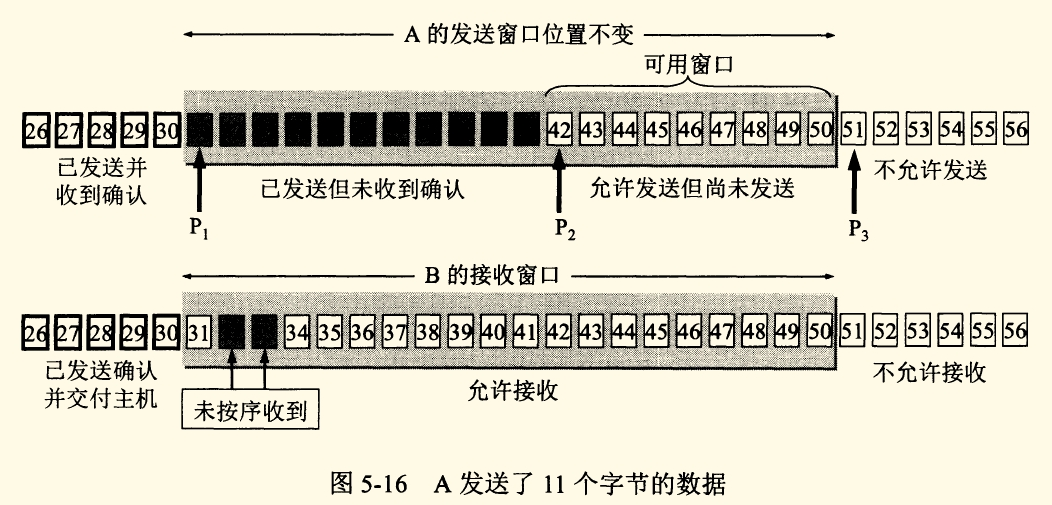 A 的发送窗口位置不变
可用窗口
26 27 28 29 30 42 43 44 45 46 47 48 49 50 51 52 53 54 55 56
已发送并
收到确认
已发送但未收到确认
允许发送但尚未发送
不允许发送
P1
P2
P3
B 的接收窗口
26 27 28 29 30 31 34 35 36 37 38 39 40 41 42 43 44 45 46 47 48 49 50 51 52 53 54 55 56
已发送确认
并交付主机
未按序收到
允许接收
不允许接收
图 5-16 A 发送了 11 个字节的数据